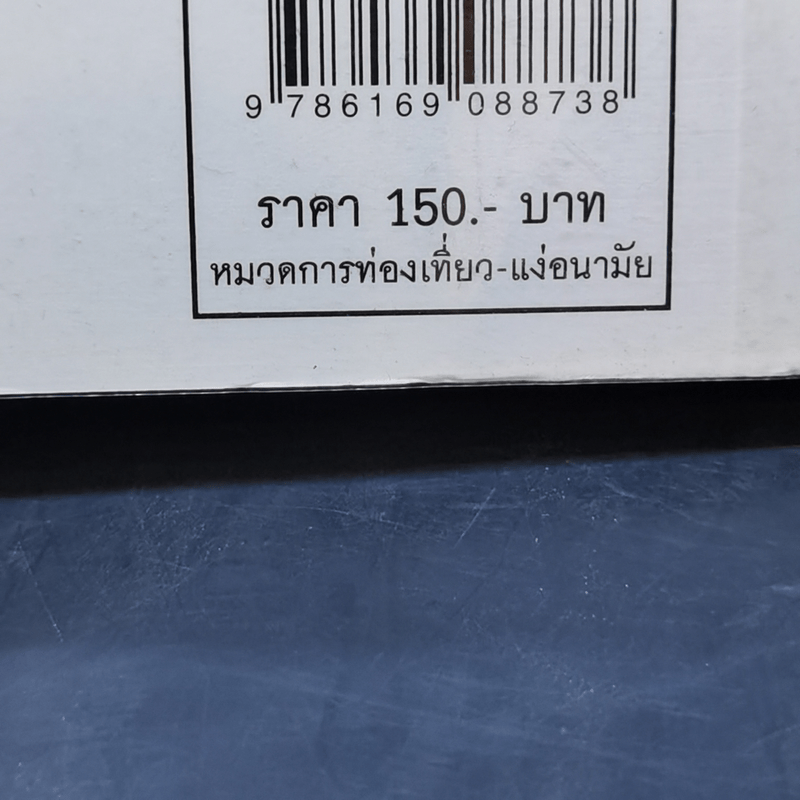 9 786169 088738
ราคา 150.- บาท
หมวดการท่องเที่ยว-แง่อนามัย